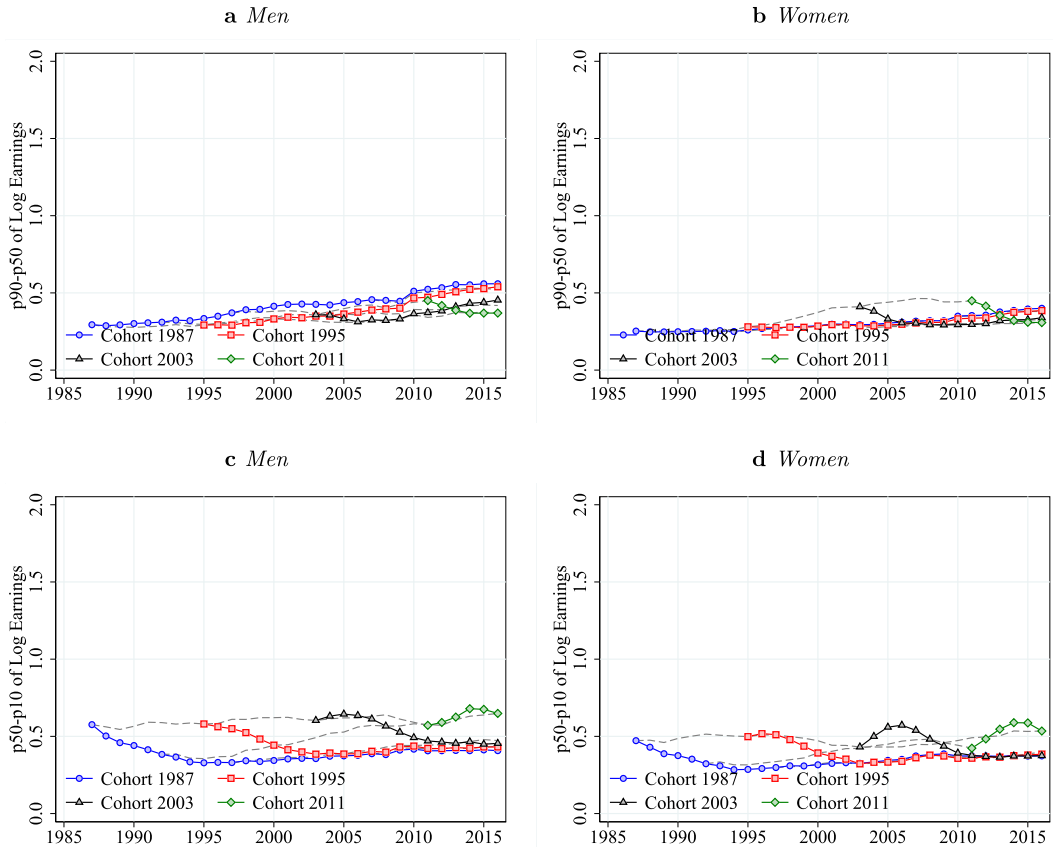 a Men
b Women
p90-p50 of Log Earnings
2.0
1.5
1.0
0.5
0.0
Cohort 1987
Cohort 1995
Cohort 2003
Cohort 2011
1985 1990 1995 2000 2005 2010 2015
p90-p50 of Log Earnings
2.0
1.5
1.0
0.5
0.0
Cohort 1987
Cohort 1995
Cohort 2003
Cohort 2011
1985 1990 1995 2000 2005 2010 2015
c Men
d Women
p50-p10 of Log Earnings
2.0
1.5
1.0
0.5
0.0
Cohort 1987
Cohort 1995
Cohort 2003
Cohort 2011
1985 1990 1995 2000 2005 2010 2015
p50-p10 of Log Earnings
2.0
1.5
1.0
0.5
0.0
Cohort 1987
Cohort 1995
Cohort 2003
Cohort 2011
1985 1990 1995 2000 2005 2010 2015